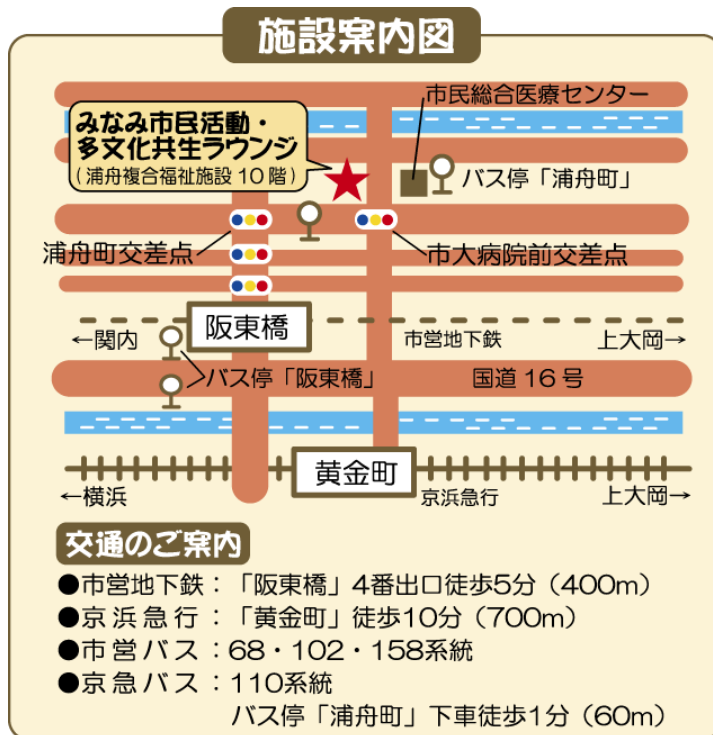 施設案内図
市民総合医療センター
みなみ市民活動・
多文化共生ラウンジ
(浦舟複合福祉施設10階)
バス停「浦舟町」
浦舟町交差点
市大病院前交差点
阪東橋
←関内
市営地下鉄
上大岡→
バス停「阪東橋」
国道16号
黄金町
←横浜
京浜急行
上大岡→
交通のご案内
●市営地下鉄：「阪東橋」4番出口徒歩5分（400m）
●京浜急行：「黄金町」徒歩10分（700m）
●市営バス：68・102・158系統
●京急バス：110系統
バス停「浦舟町」下車徒歩1分（60m）